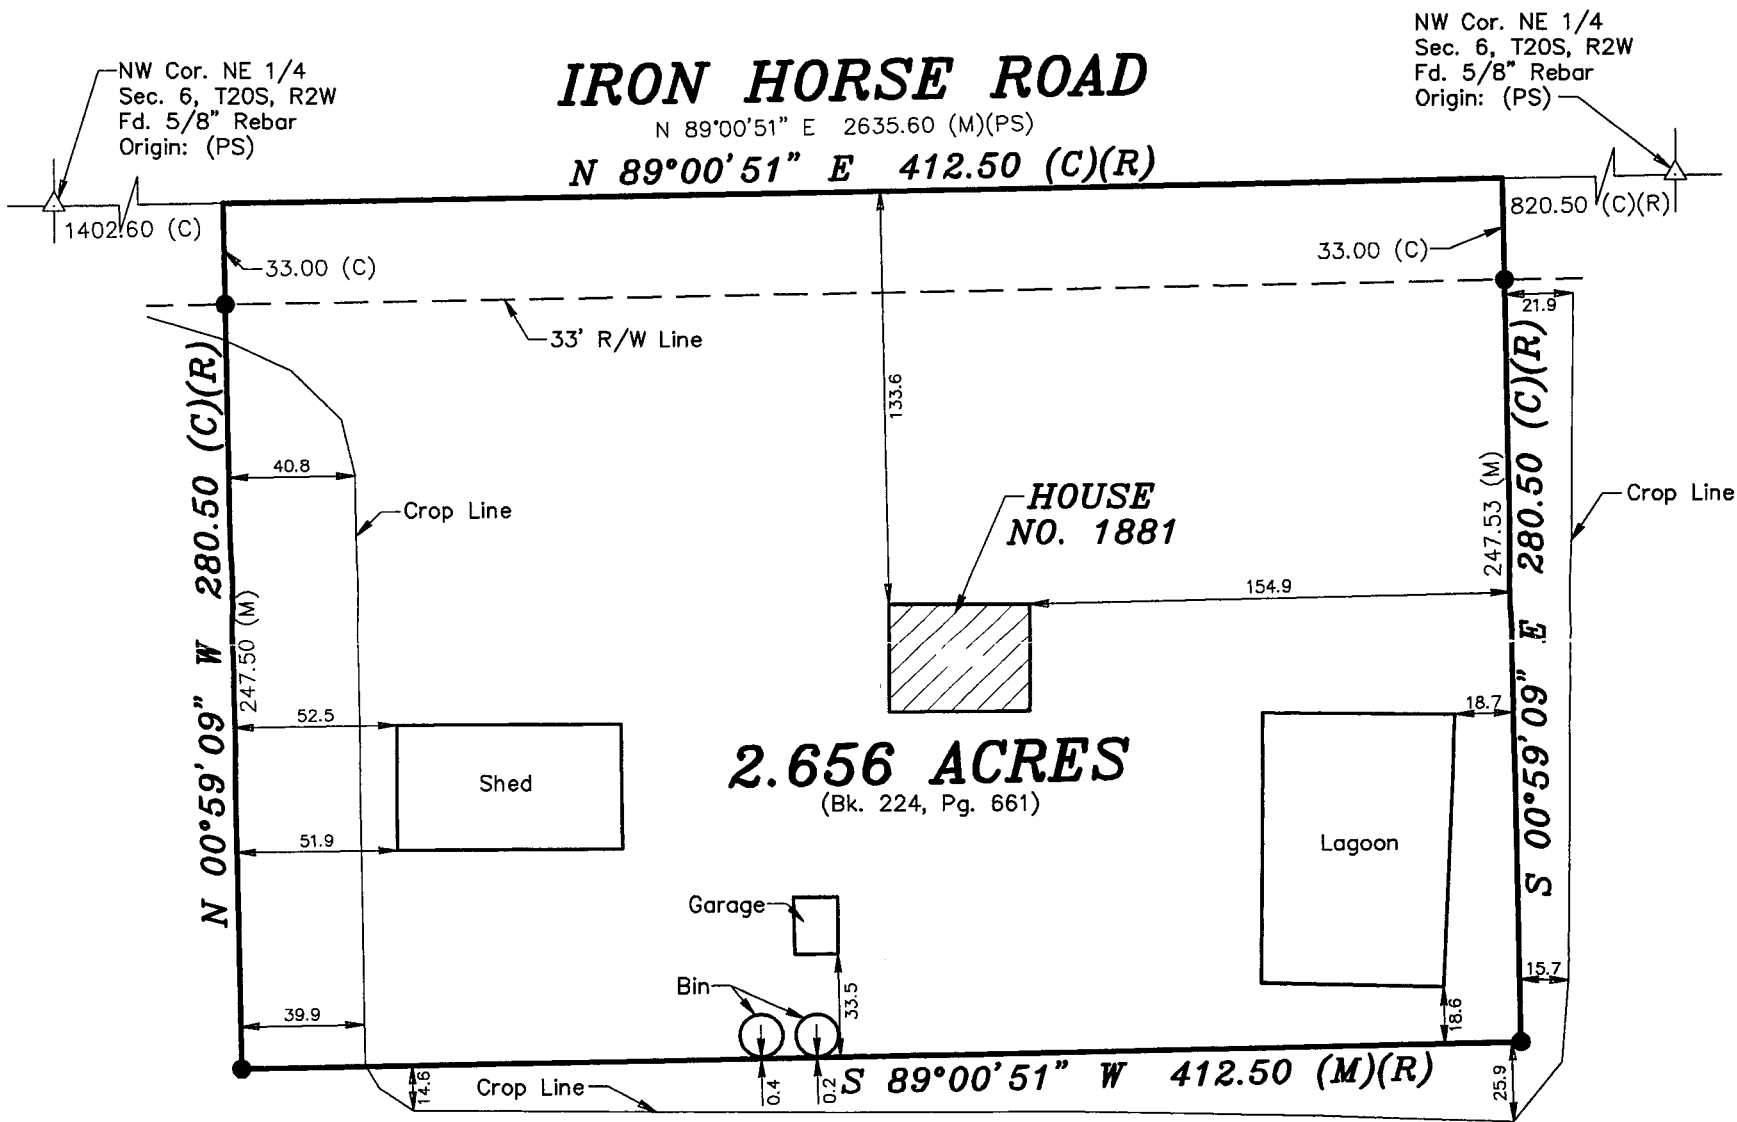 NW Cor. NE 1/4
Sec. 6, T20S, R2W
Fd. 5/8" Rebar
Origin: (PS)
IRON HORSE ROAD
N 89°00'51" E 2635.60 (M)(PS)
N 89°00'51" E 412.50 (C)(R)
NW Cor. NE 1/4
Sec. 6, T20S, R2W
Fd. 5/8" Rebar
Origin: (PS)
1402.60 (C)
820.50 (C)(R)
33.00 (C)
33.00 (C)
33' R/W Line
21.9
N 00°59'09" W 280.50 (C)(R)
247.50 (M)
133.6
247.53 (M)
S 00°59'09" E 280.50 (C)(R)
40.8
Crop Line
HOUSE
NO. 1881
Crop Line
154.9
52.5
18.7
Shed
2.656 ACRES
(Bk. 224, Pg. 661)
51.9
Lagoon
Garage
Bin
33.5
15.7
39.9
18.6
14.6
Crop Line
0.4
0.2
S 89°00'51" W 412.50 (M)(R)
25.9